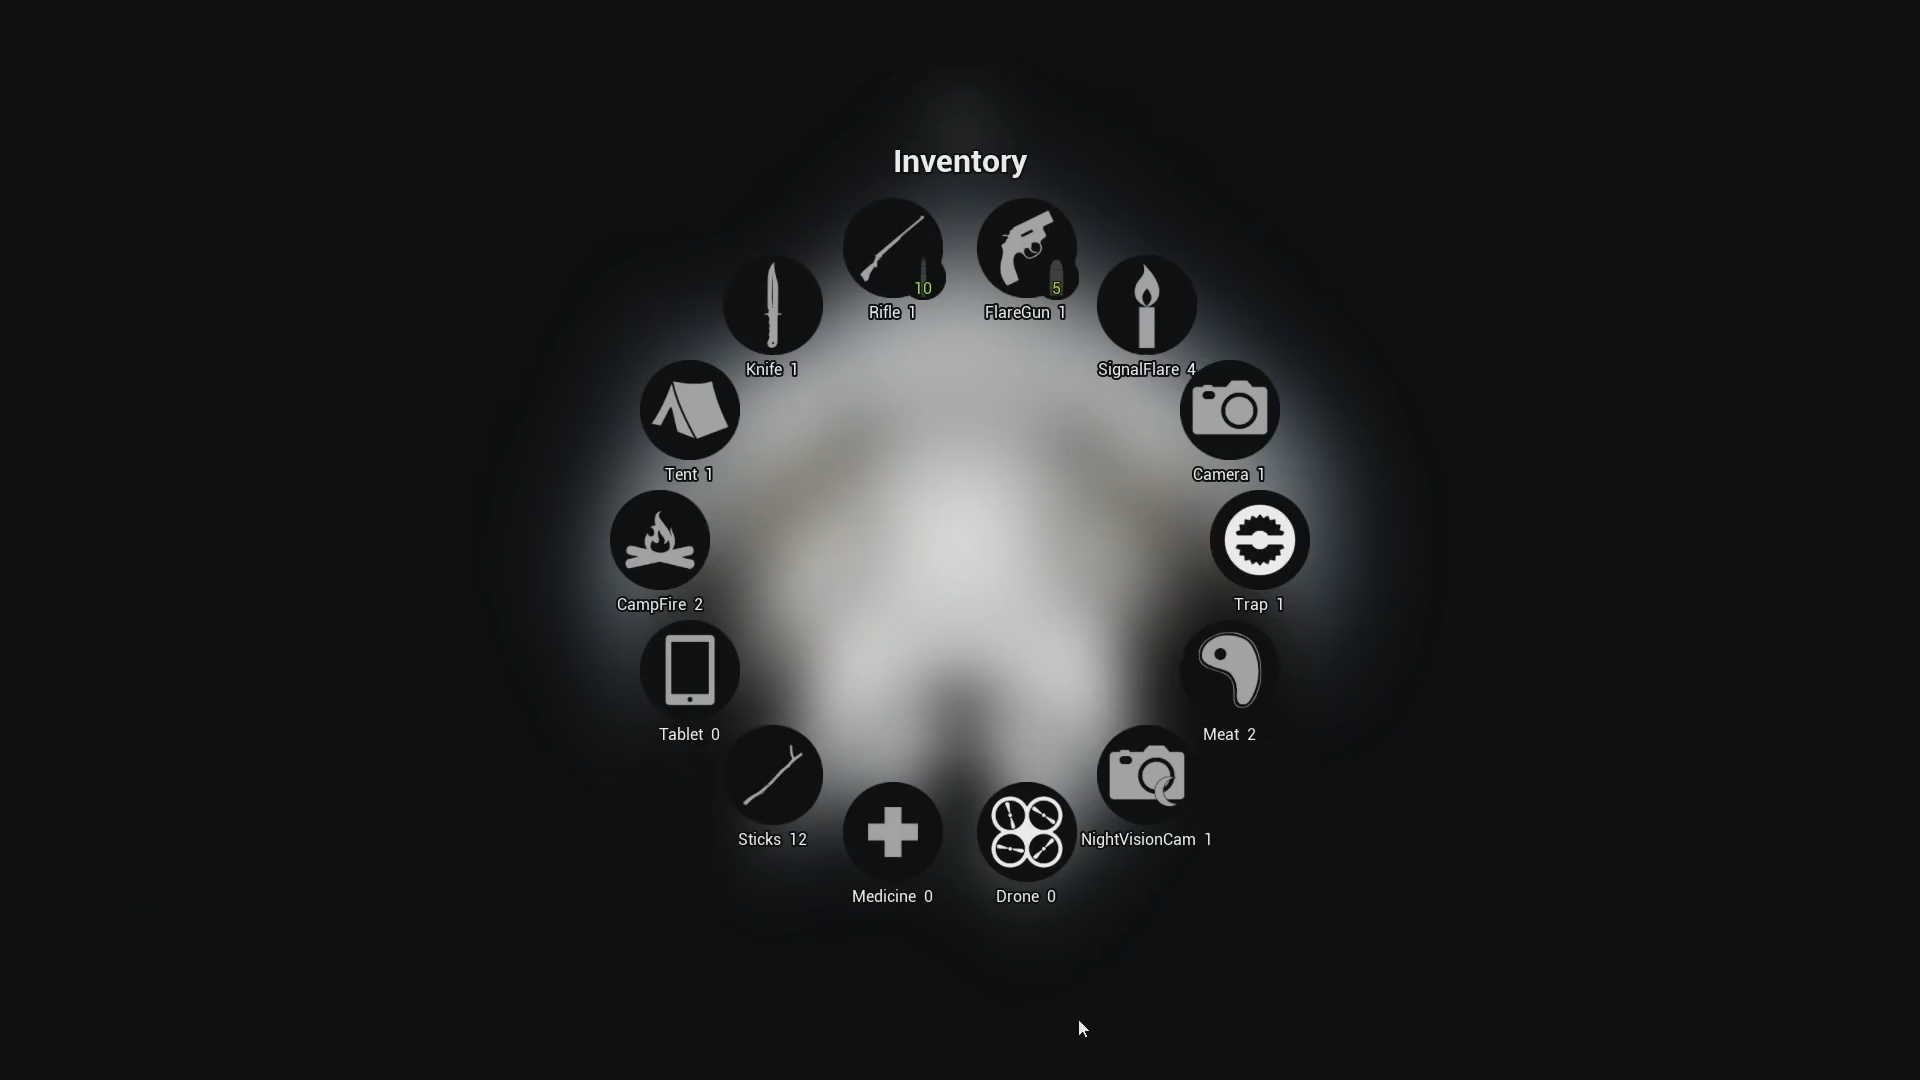 Inventory
10
5
Rifle 1
FlareGun 1
Knife 1
SignalFlare 4
Tent 1
Camera 1
CampFire 2
Trap 1
Tablet 0
Meat 2
Sticks 12
NightVisionCam 1
Medicine 0
Drone 0